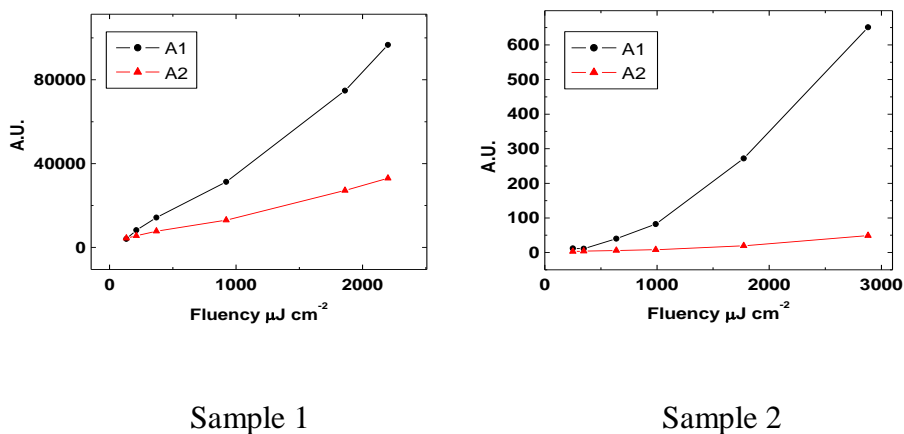 A1
A2
80000
40000
0
A.U.
0 1000 2000
Fluency μJ cm-2
A1
A2
600
500
400
300
200
100
0
A.U.
0 1000 2000 3000
Fluency μJ cm-2
Sample 1 Sample 2